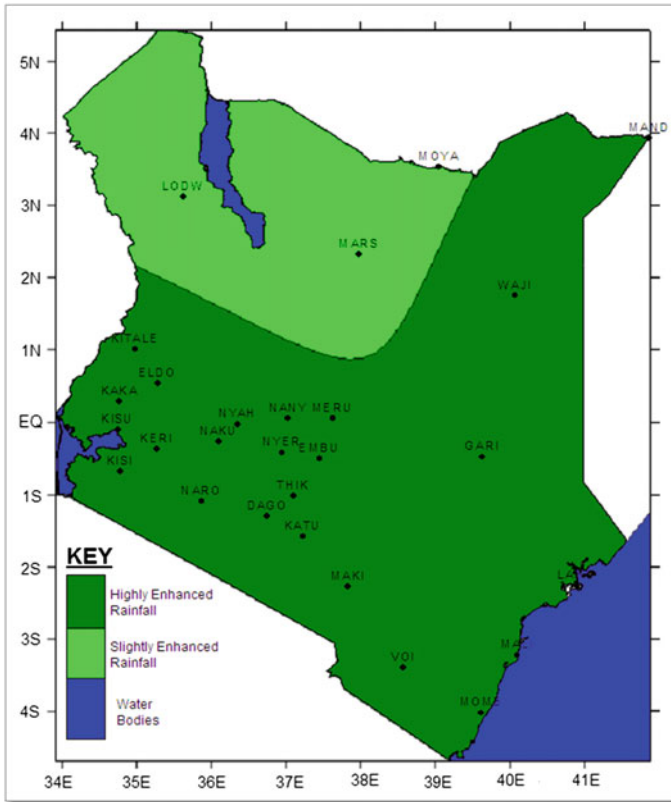 5N
4N
3N
2N
1N
EQ
1S
2S
3S
4S
MAND
MOYA
LODW
MARS
WAJI
KITALE
ELDO
KAKA
NYAH
NANY
MERU
KISU
KERI
NAKU
NYER
EMBU
GARI
KISI
NARO
THIK
DAGO
KATU
MAKI
VOI
KEY
Highly Enhanced
Rainfall
Slightly Enhanced
Rainfall
Water
Bodies
34E 35E 36E 37E 38E 39E 40E 41E